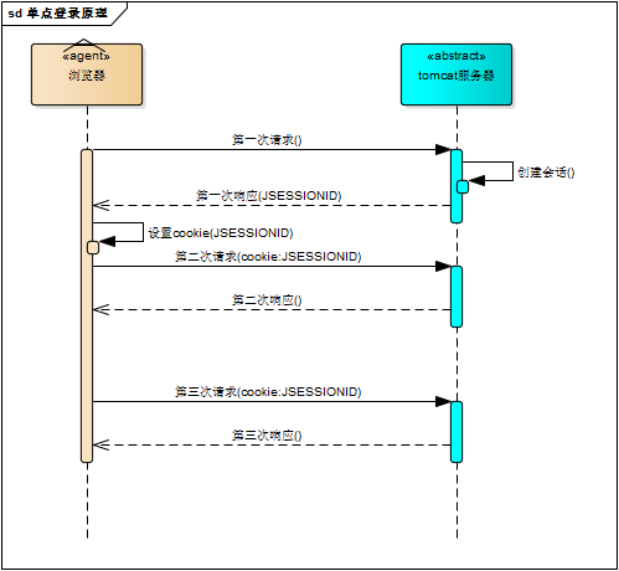 sd 单点登录原理
«agent»
浏览器
«abstract»
tomcat服务器
第一次请求()
创建会话()
第一次响应(JSESSIONID)
设置cookie(JSESSIONID)
第二次请求(cookie:JSESSIONID)
第二次响应()
第三次请求(cookie:JSESSIONID)
第三次响应()